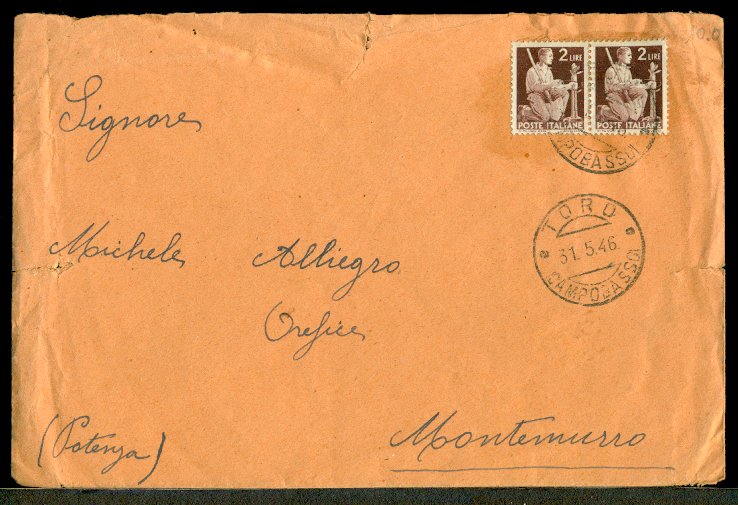 2 LIRE 2 LIRE
POSTE ITALIANE POSTE ITALIANE
(CAMPOBASSO)
Signore
TORO
31.5.46
(CAMPOBASSO)
Michele Alliegro
Orefice
Montemurro
(Potenza)